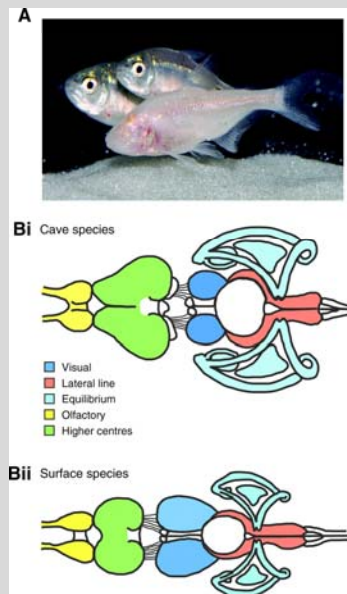 A
Bi Cave species
Visual
Lateral line
Equilibrium
Olfactory
Higher centres
Bii Surface species